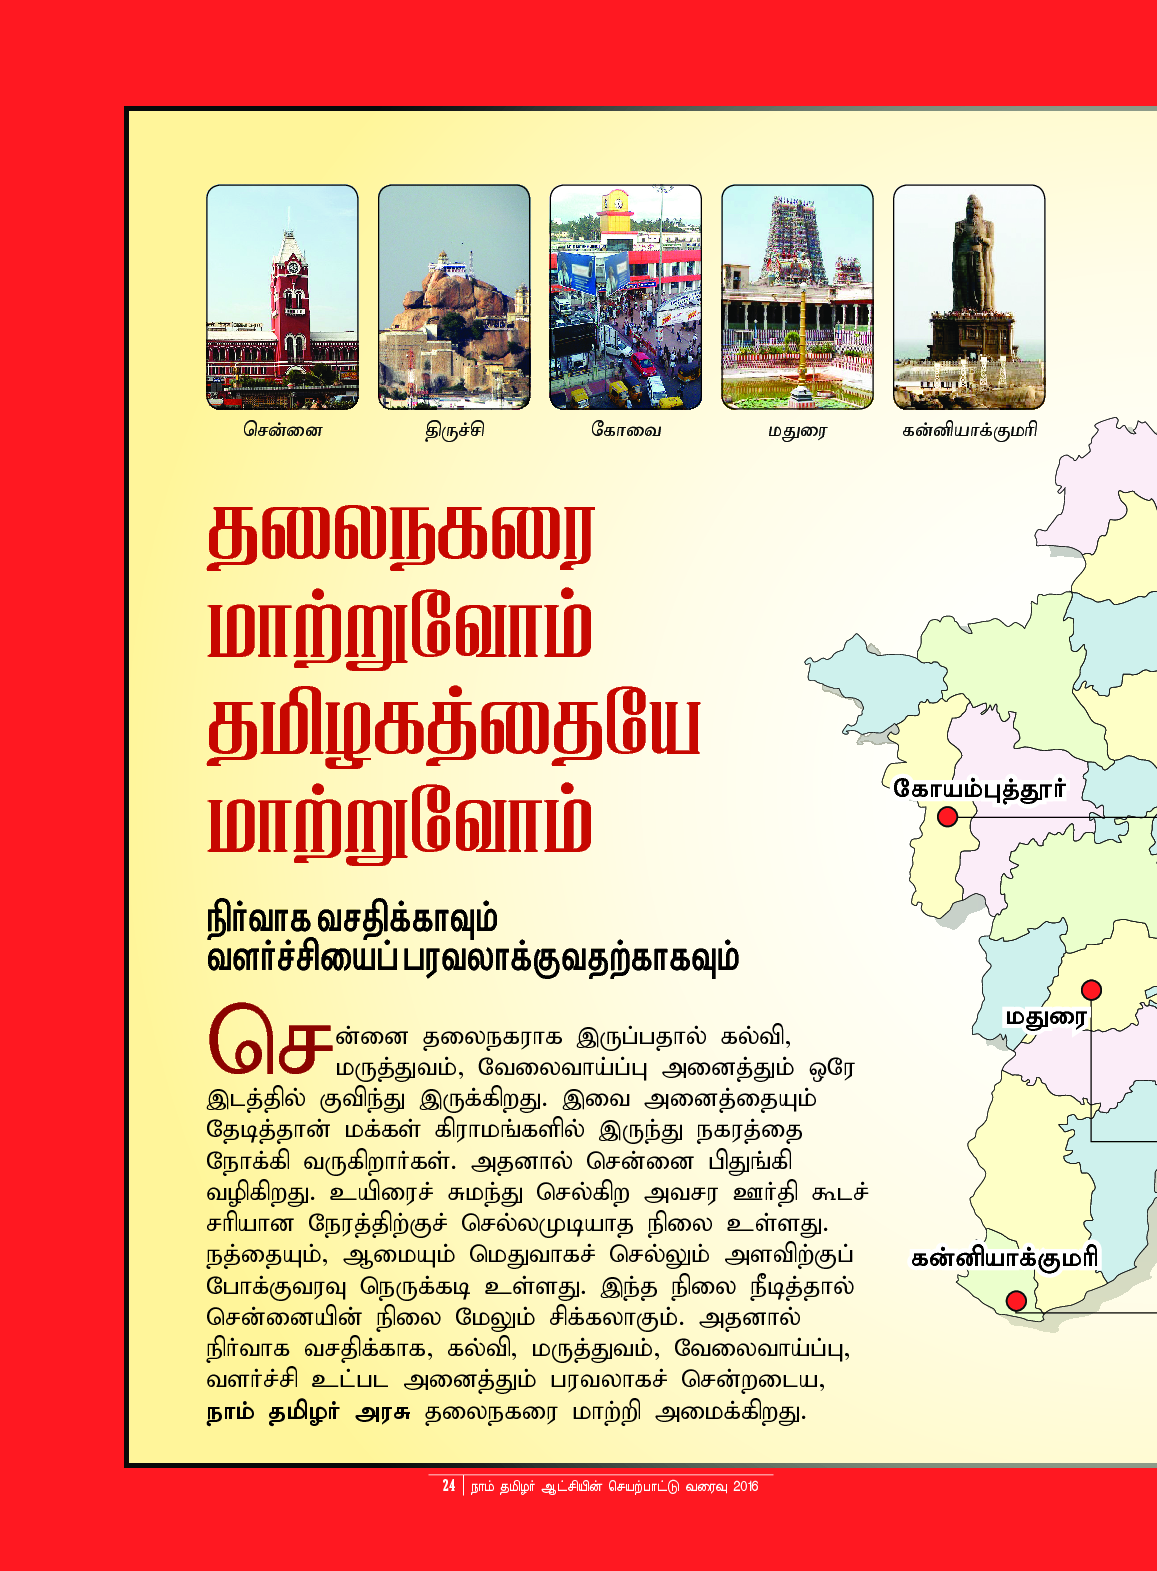 சென்னை
திருச்சி
கோவை
மதுரை
கன்னியாக்குமரி
தலைநகரை
மாற்றுவோம்
தமிழகத்தையே
மாற்றுவோம்
நிர்வாக வசதிக்காவும்
வளர்ச்சியைப் பரவலாக்குவதற்காகவும்
சென்னை தலைநகராக இருப்பதால் கல்வி,
மருத்துவம், வேலைவாய்ப்பு அனைத்தும் ஒரே
இடத்தில் குவிந்து இருக்கிறது. இவை அனைத்தையும்
தேடித்தான் மக்கள் கிராமங்களில் இருந்து நகரத்தை
நோக்கி வருகிறார்கள். அதனால் சென்னை பிதுங்கி
வழிகிறது. உயிரைச் சுமந்து செல்கிற அவசர ஊர்தி கூடச்
சரியான நேரத்திற்குச் செல்லமுடியாத நிலை உள்ளது.
நத்தையும், ஆமையும் மெதுவாகச் செல்லும் அளவிற்குப்
போக்குவரவு நெருக்கடி உள்ளது. இந்த நிலை நீடித்தால்
சென்னையின் நிலை மேலும் சிக்கலாகும். அதனால்
நிர்வாக வசதிக்காக, கல்வி, மருத்துவம், வேலைவாய்ப்பு,
வளர்ச்சி உட்பட அனைத்தும் பரவலாகச் சென்றடைய,
நாம் தமிழர் அரசு தலைநகரை மாற்றி அமைக்கிறது.
கோயம்புத்தூர்
மதுரை
கன்னியாக்குமரி
24 நாம் தமிழர் ஆட்சியின் செயற்பாட்டு வரைவு 2016